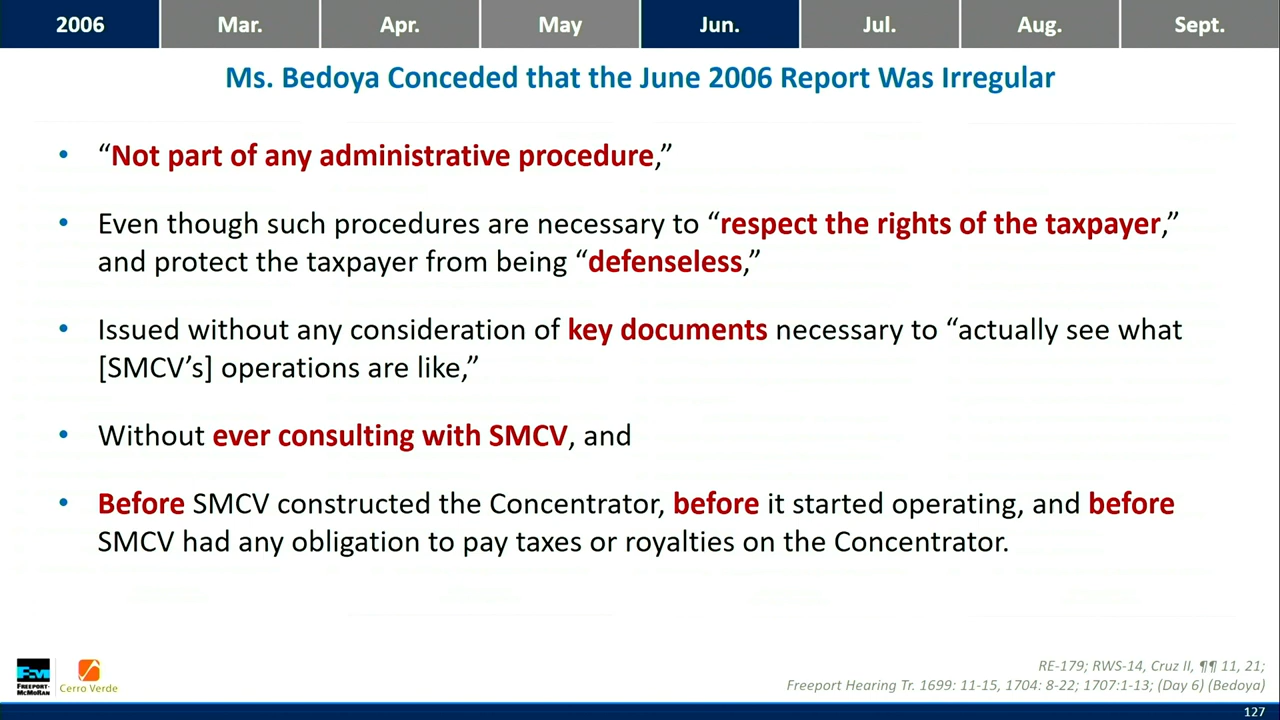 2006 Mar. Apr. May Jun. Jul. Aug. Sept.
Ms. Bedoya Conceded that the June 2006 Report Was Irregular
• “Not part of any administrative procedure,”
• Even though such procedures are necessary to “respect the rights of the taxpayer,”
and protect the taxpayer from being “defenseless,”
• Issued without any consideration of key documents necessary to “actually see what
[SMCV’s] operations are like,”
• Without ever consulting with SMCV, and
• Before SMCV constructed the Concentrator, before it started operating, and before
SMCV had any obligation to pay taxes or royalties on the Concentrator.
FREEPORT-
McMoRAN
Cerro Verde
RE-179; RWS-14, Cruz II, ¶¶ 11, 21;
Freeport Hearing Tr. 1699: 11-15, 1704: 8-22; 1707:1-13; (Day 6) (Bedoya)
127